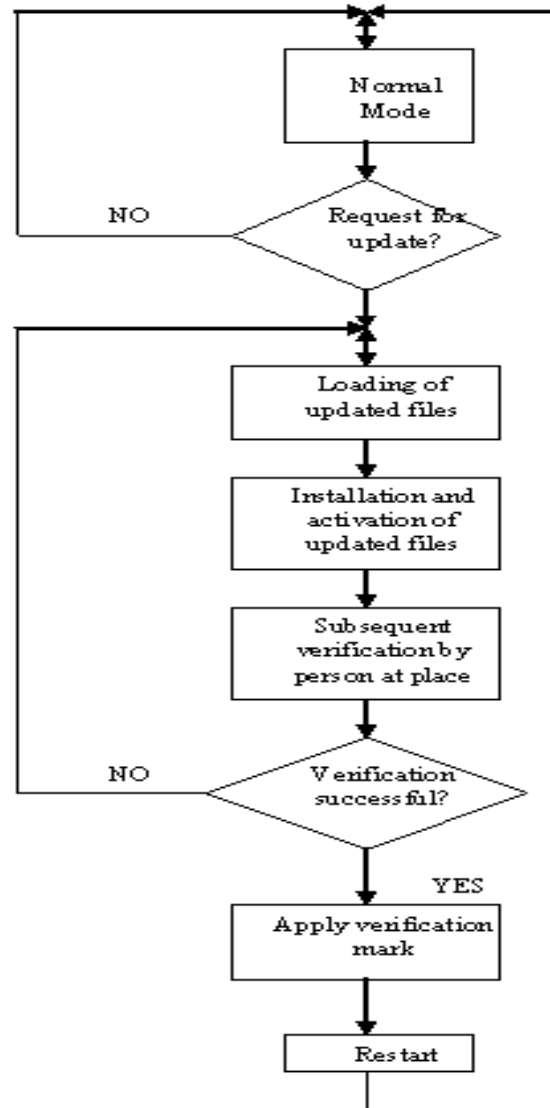 Normal
Mode
NO
Request for
update?
Loading of
updated files
Installation and
activation of
updated files
Subsequent
verification by
person at place
NO
Verification
successful?
YES
Apply verification
mark
Restart